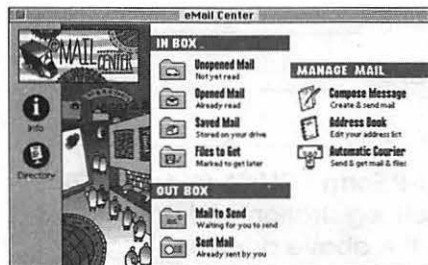 eMail Center
eMAIL CENTER
Info
Directory
IN BOX
Unopened Mail
Not yet read
Opened Mail
Already read
Saved Mail
Stored on your drive
Files to Get
Marked to get later
OUT BOX
Mail to Send
Waiting for you to send
Sent Mail
Already sent by you
MANAGE MAIL
Compose Message
Create & send mail
Address Book
Edit your address list
Automatic Courier
Send & get mail & files